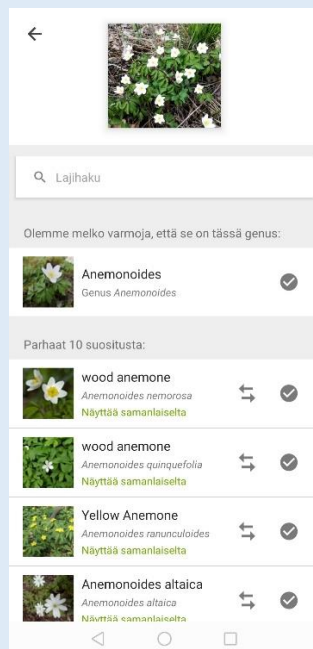 Lajihaku
Olemme melko varmoja, että se on tässä genus:
Anemonoides
Genus Anemonoides
Parhaat 10 suositusta:
wood anemone
Anemonoides nemorosa
Näyttää samanlaiselta
wood anemone
Anemonoides quinquefolia
Näyttää samanlaiselta
Yellow Anemone
Anemonoides ranunculoides
Näyttää samanlaiselta
Anemonoides altaica
Anemonoides altaica
Näyttää samanlaiselta